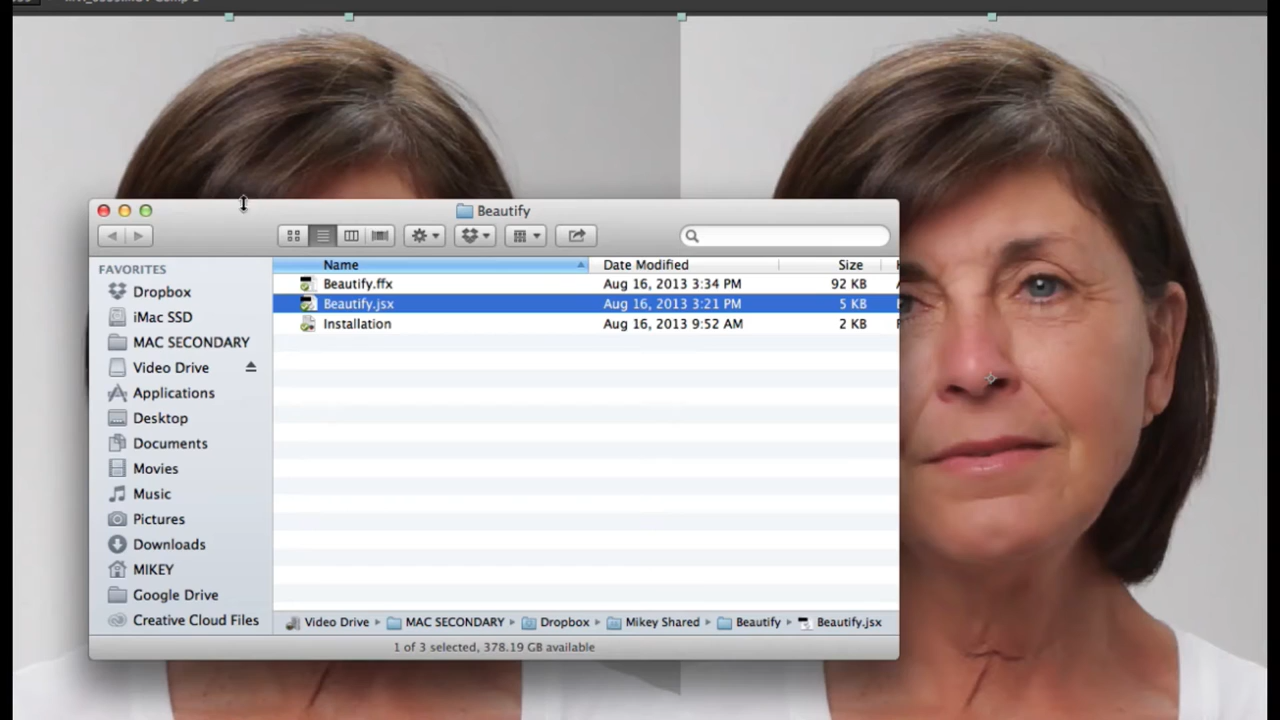 Beautify
FAVORITES
Dropbox
iMac SSD
MAC SECONDARY
Video Drive
Applications
Desktop
Documents
Movies
Music
Pictures
Downloads
MIKEY
Google Drive
Creative Cloud Files
Name Date Modified Size
Beautify.ffx Aug 16, 2013 3:34 PM 92 KB
Beautify.jsx Aug 16, 2013 3:21 PM 5 KB
Installation Aug 16, 2013 9:52 AM 2 KB
Video Drive MAC SECONDARY Dropbox Mikey Shared Beautify Beautify.jsx
1 of 3 selected, 378.19 GB available